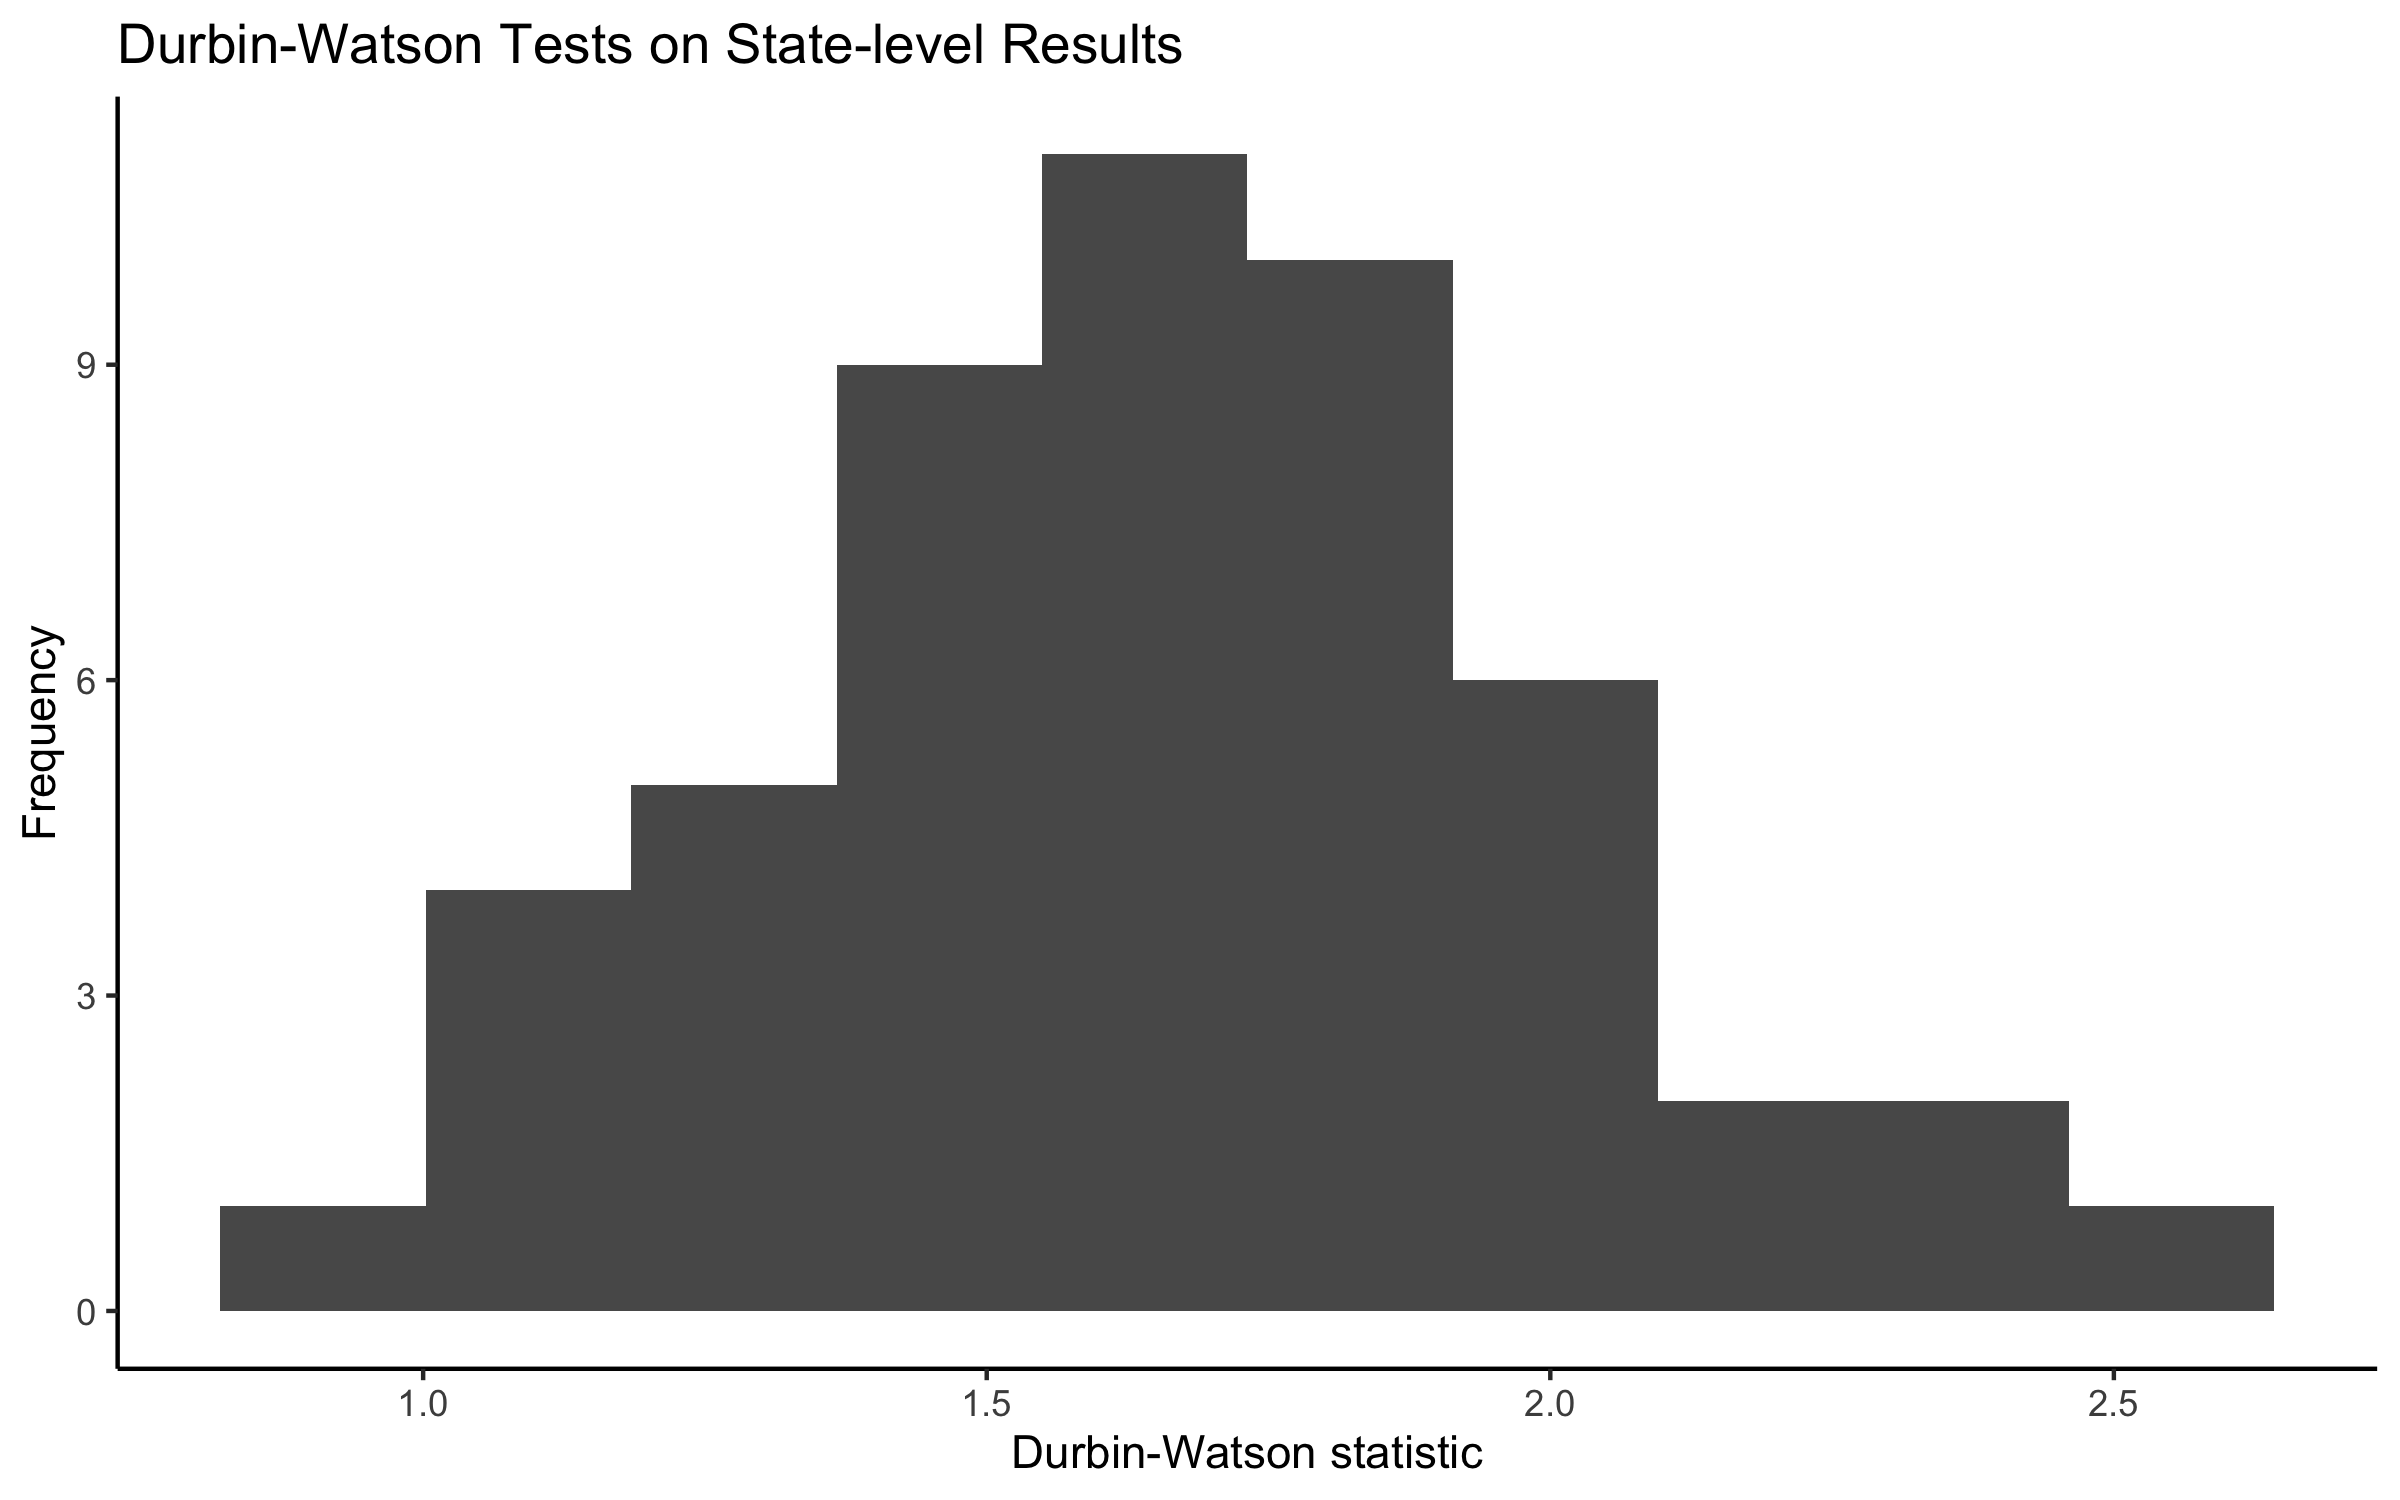 Durbin-Watson Tests on State-level Results
Frequency
9
6
3
0
1.0 1.5 2.0 2.5
Durbin-Watson statistic